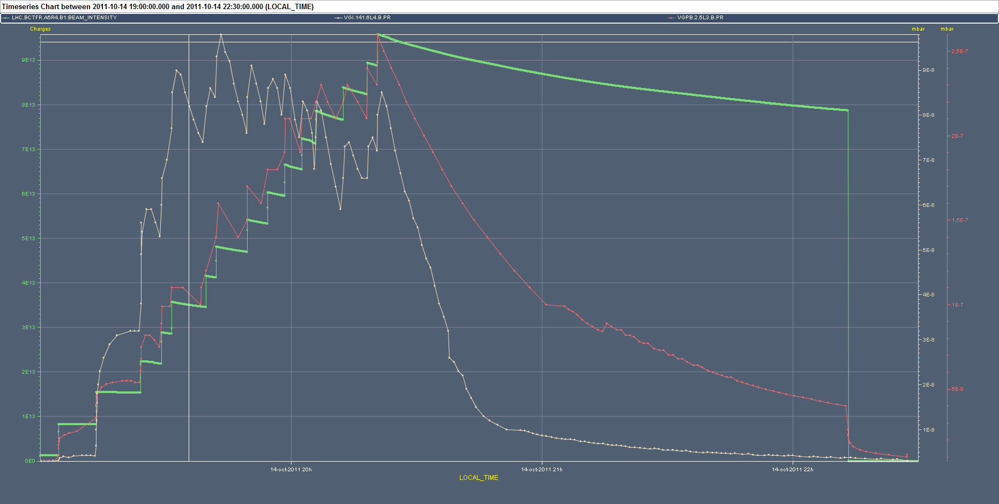 Timeseries Chart between 2011-10-14 19:00:00.000 and 2011-10-14 22:30:00.000 (LOCAL_TIME)
LHC.BCTFR.A6R4.B1:BEAM_INTENSITY VGI.141.6L4.B.PR VGPB.2.5L3.B.PR
Charges mbar mbar
2,5E-7
9E13
9E-8
8E13
8E-8
2E-7
7E13
7E-8
6E13
6E-8
1,5E-7
5E13
5E-8
4E13
4E-8
1E-7
3E13
3E-8
2E13
2E-8
5E-8
1E13
1E-8
0E0
14-oct-2011 20h 14-oct-2011 21h 14-oct-2011 22h
LOCAL_TIME